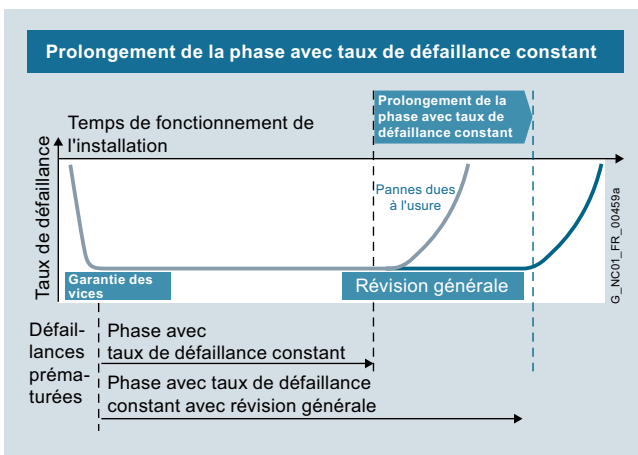 Prolongement de la phase avec taux de défaillance constant
Prolongement de la
phase avec taux de
défaillance constant
Temps de fonctionnement de
l'installation
Taux de défaillance
Pannes dues
à l'usure
Garantie des
vices
Révision générale
G_NC01_FR_00459a
Défail-
lances
préma-
turées
Phase avec
taux de défaillance constant
Phase avec taux de défaillance
constant avec révision générale